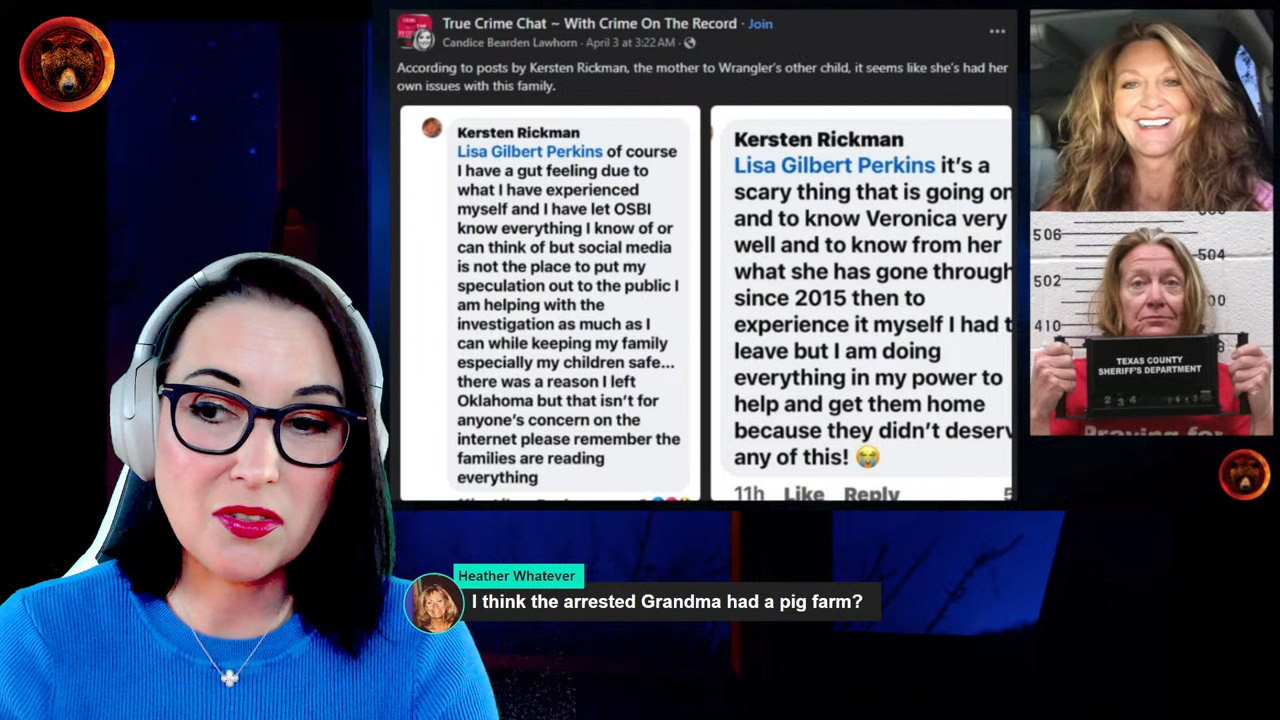 True Crime Chat ~ With Crime On The Record · Join
Candice Bearden Lawhorn · April 3 at 3:22 AM ·
According to posts by Kersten Rickman, the mother to Wrangler's other child, it seems like she's had her
own issues with this family.
Kersten Rickman
Lisa Gilbert Perkins of course
I have a gut feeling due to
what I have experienced
myself and I have let OSBI
know everything I know of or
can think of but social media
is not the place to put my
speculation out to the public I
am helping with the
investigation as much as I
can while keeping my family
especially my children safe...
there was a reason I left
Oklahoma but that isn't for
anyone's concern on the
internet please remember the
families are reading
everything
Kersten Rickman
Lisa Gilbert Perkins it's a
scary thing that is going on
and to know Veronica very
well and to know from her
what she has gone through
since 2015 then to
experience it myself I had t
leave but I am doing
everything in my power to
help and get them home
because they didn't deserv
any of this! 😭
11h Like Reply 5
506
504
502
410
TEXAS COUNTY
SHERIFF'S DEPARTMENT
Praying for
Heather Whatever
I think the arrested Grandma had a pig farm?